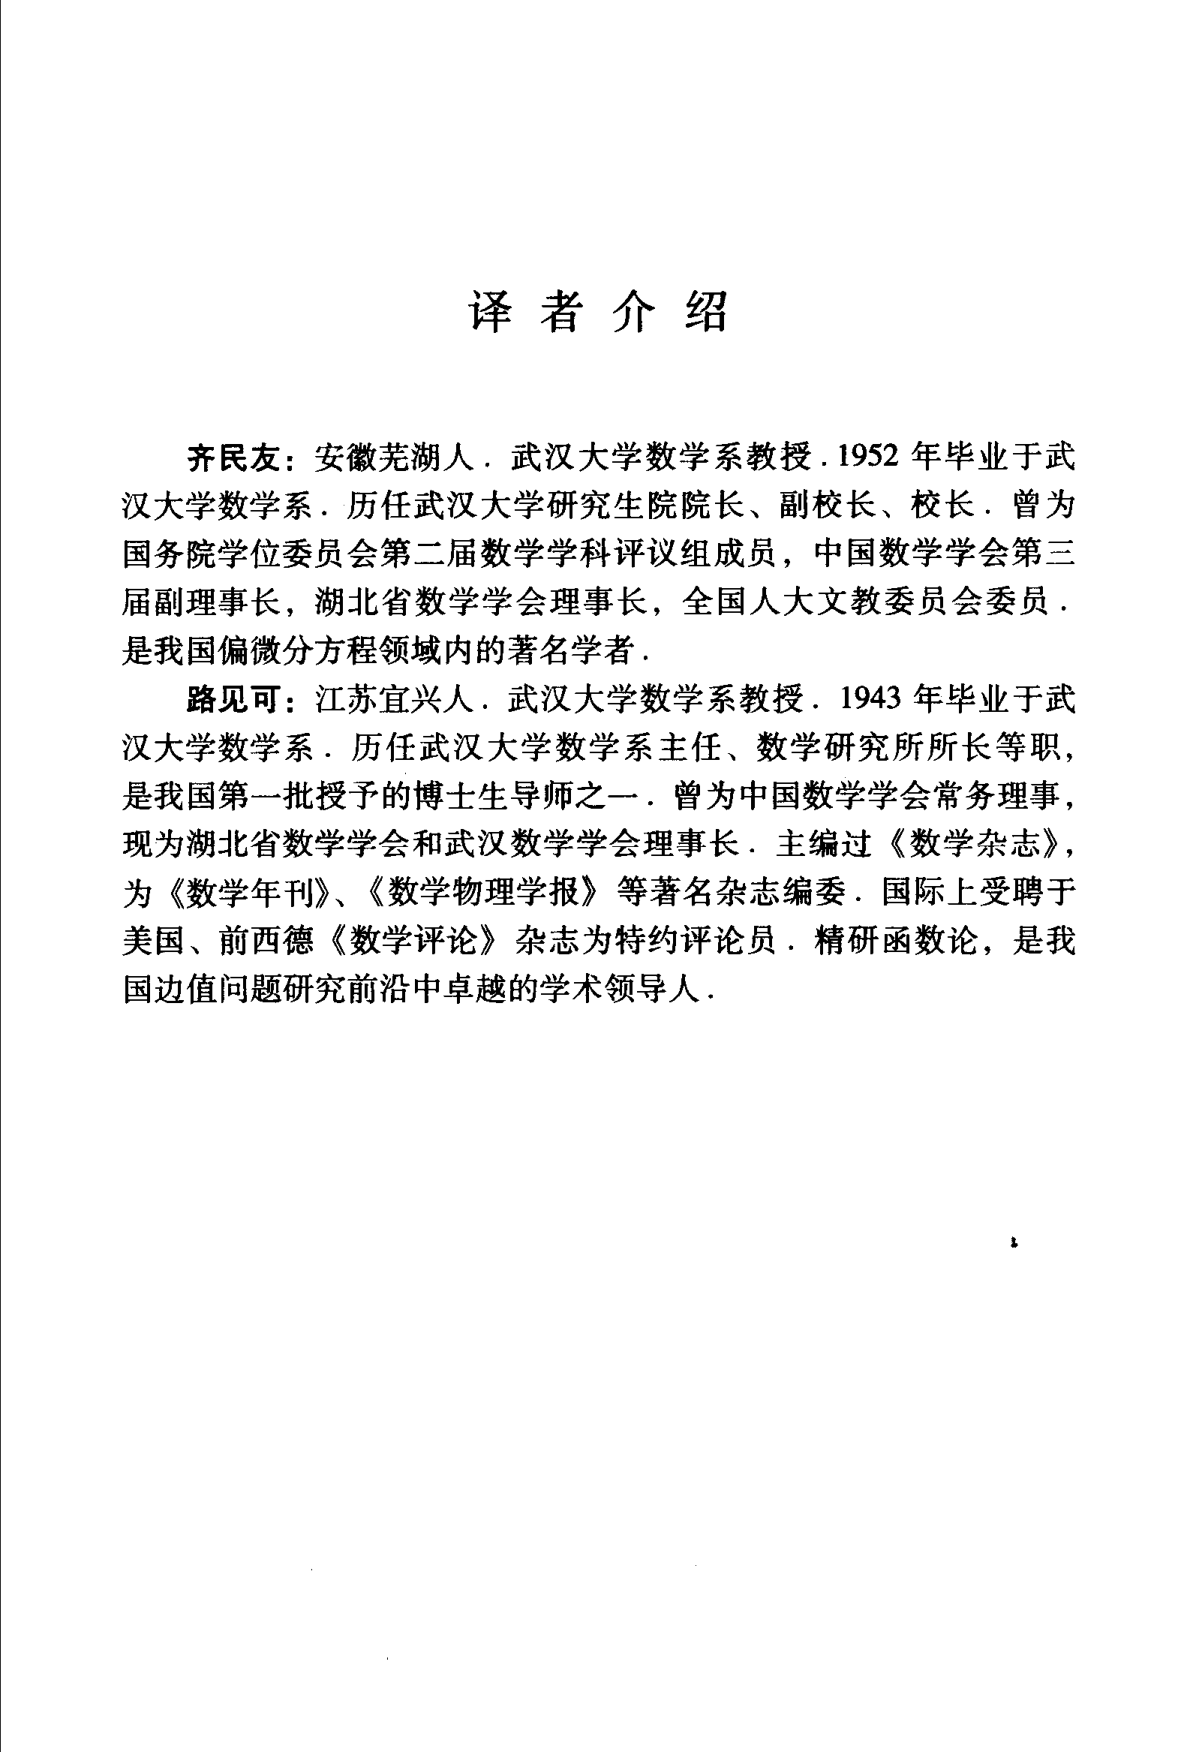 译者介绍
齐民友：安徽芜湖人．武汉大学数学系教授．1952 年毕业于武
汉大学数学系．历任武汉大学研究生院院长、副校长、校长．曾为
国务院学位委员会第二届数学学科评议组成员，中国数学学会第三
届副理事长，湖北省数学学会理事长，全国人大文教委员会委员．
是我国偏微分方程领域内的著名学者．
路见可：江苏宜兴人．武汉大学数学系教授．1943 年毕业于武
汉大学数学系．历任武汉大学数学系主任、数学研究所所长等职，
是我国第一批授予的博士生导师之一．曾为中国数学学会常务理事，
现为湖北省数学学会和武汉数学学会理事长．主编过《数学杂志》，
为《数学年刊》、《数学物理学报》等著名杂志编委．国际上受聘于
美国、前西德《数学评论》杂志为特约评论员．精研函数论，是我
国边值问题研究前沿中卓越的学术领导人．